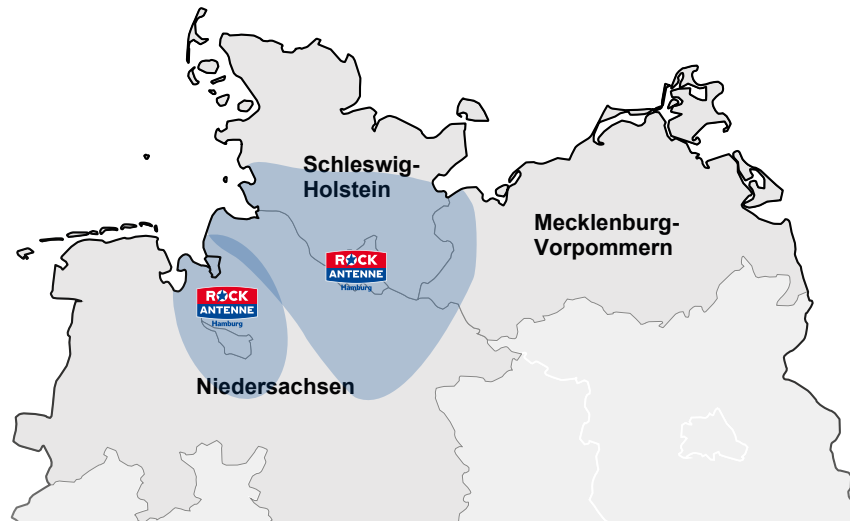 Schleswig-
Holstein
Mecklenburg-
Vorpommern
ROCK
ANTENNE
Hamburg
ROCK
ANTENNE
Hamburg
Niedersachsen